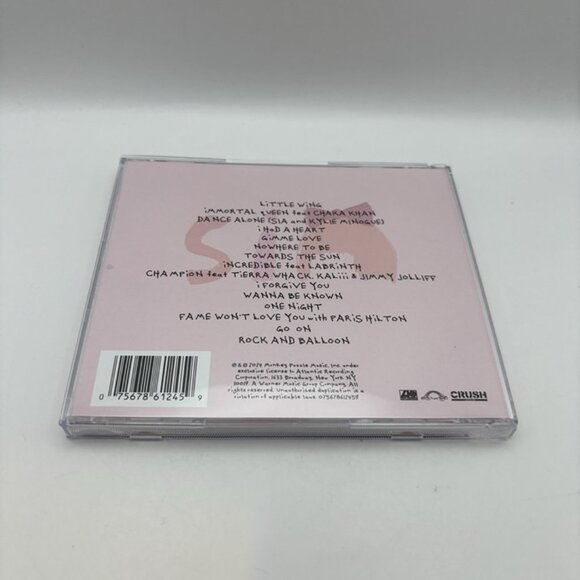 LiTTLE WiNG
iMMORTAL QUEEN feat CHAKA KHAN
DANCE ALONE (SIA and KYLIE MINOGUE)
i HAD A HEART
GiMME LOVE
NOWHERE TO BE
TOWARDS THE SUN
iNCREDIBLE feat LABRiNTH
CHAMPiON feat TiERRA WHACK, KALiii & JIMMY JOLLIFF
i FORGiVE YOU
WANNA BE KNOWN
ONE NIGHT
FAME WON'T LOVE YOU with PARiS HiLTON
GO ON
ROCK AND BALLOON
℗ & © 2024 Monkey Puzzle Music, Inc. under
exclusive license to Atlantic Recording
Corporation, 1633 Broadway, New York, NY
10019. A Warner Music Group Company. All
rights reserved. Unauthorized duplication is a
violation of applicable laws. 075678612459
0 75678 61245 9
CRUSH